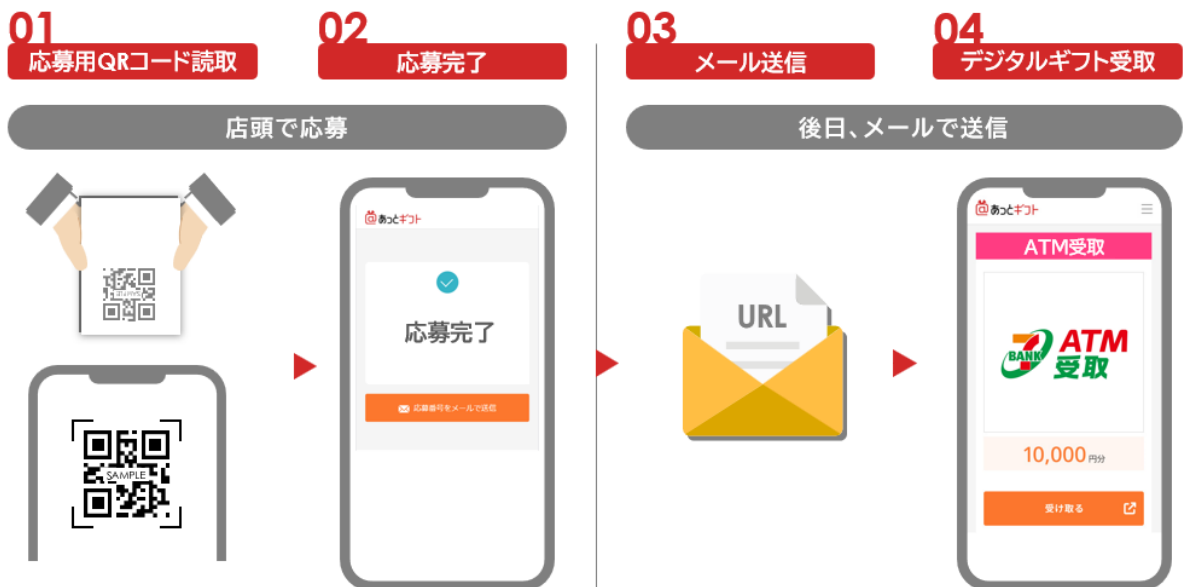 01
応募用QRコード読取
02
応募完了
03
メール送信
04
デジタルギフト受取
店頭で応募
後日、メールで送信
SAMPLE
SAMPLE
@あっとギフト
応募完了
応募番号をメールで送信
URL
@あっとギフト
ATM受取
7
BANK
ATM
受取
10,000円分
受け取る